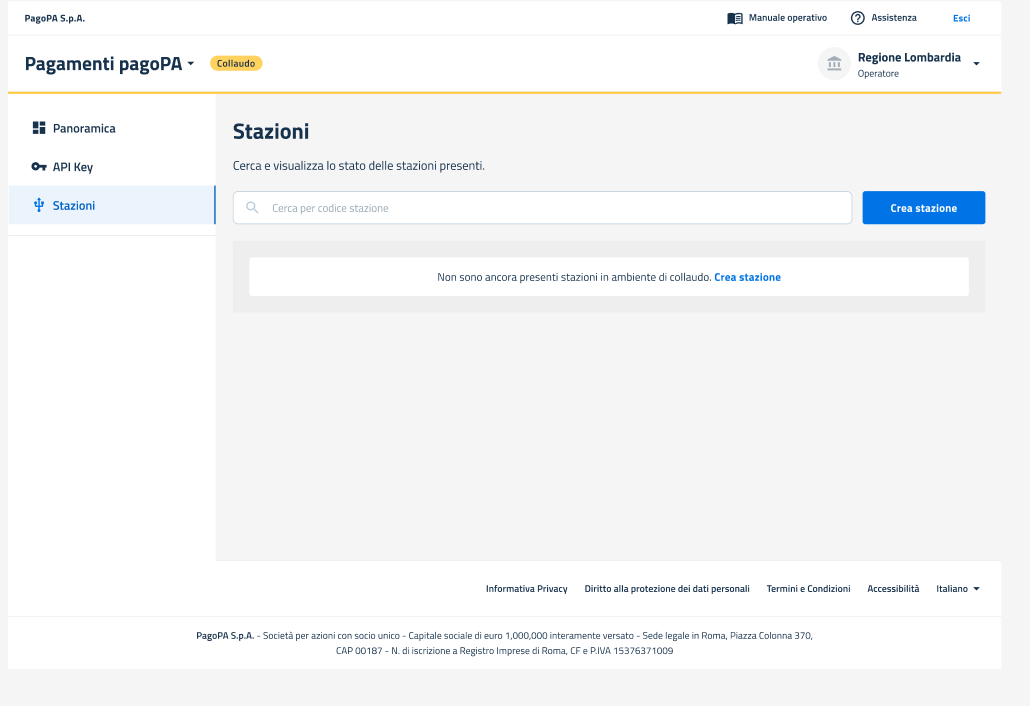 PagoPA S.p.A.
Manuale operativo
Assistenza
Esci
Pagamenti pagoPA
Collaudo
Regione Lombardia
Operatore
Panoramica
API Key
Stazioni
Stazioni
Cerca e visualizza lo stato delle stazioni presenti.
Cerca per codice stazione
Crea stazione
Non sono ancora presenti stazioni in ambiente di collaudo. Crea stazione
Informativa Privacy
Diritto alla protezione dei dati personali
Termini e Condizioni
Accessibilità
Italiano
PagoPA S.p.A. - Società per azioni con socio unico - Capitale sociale di euro 1,000,000 interamente versato - Sede legale in Roma, Piazza Colonna 370,
CAP 00187 - N. di iscrizione a Registro Imprese di Roma, CF e P.IVA 15376371009